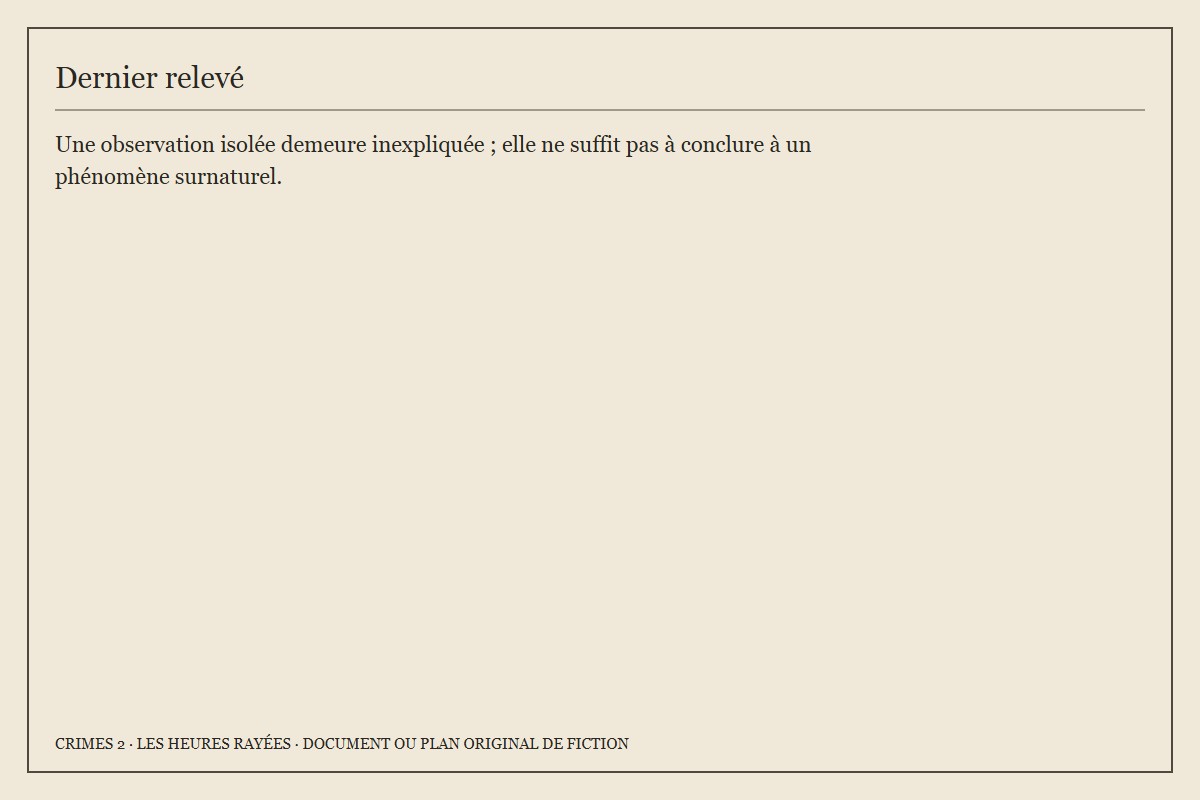 Dernier relevé
Une observation isolée demeure inexpliquée ; elle ne suffit pas à conclure à un
phénomène surnaturel.
CRIMES 2 · LES HEURES RAYÉES · DOCUMENT OU PLAN ORIGINAL DE FICTION